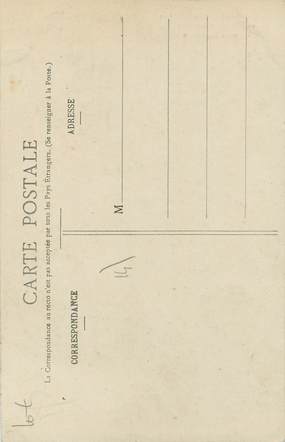 CARTE POSTALE
La Correspondance au recto n'est pas acceptée par tous les Pays Étrangers. (Se renseigner à la Poste.)
CORRESPONDANCE
ADRESSE
M